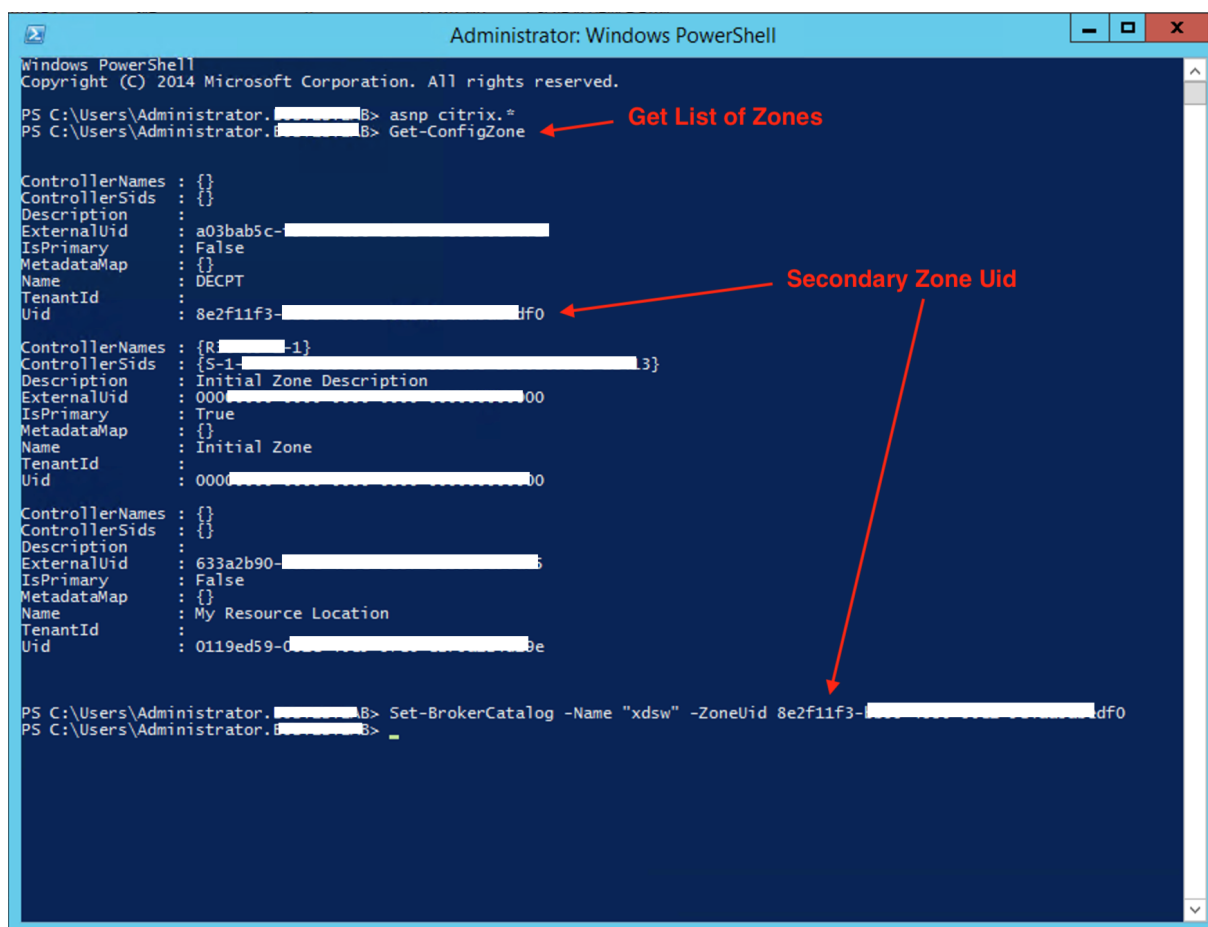 Administrator: Windows PowerShell
Windows PowerShell
Copyright (C) 2014 Microsoft Corporation. All rights reserved.
PS C:\Users\Administrator. B> asnp citrix.*
PS C:\Users\Administrator. B> Get-ConfigZone
Get List of Zones
ControllerNames : {}
ControllerSids : {}
Description :
ExternalUid : a03bab5c-
IsPrimary : False
MetadataMap : {}
Name : DECPT
TenantId :
Uid : 8e2f11f3- df0
Secondary Zone Uid
ControllerNames : {R -1}
ControllerSids : {S-1- 13}
Description : Initial Zone Description
ExternalUid : 000 00
IsPrimary : True
MetadataMap : {}
Name : Initial Zone
TenantId :
Uid : 000 00
ControllerNames : {}
ControllerSids : {}
Description :
ExternalUid : 633a2b90-
IsPrimary : False
MetadataMap : {}
Name : My Resource Location
TenantId :
Uid : 0119ed59- 9e
PS C:\Users\Administrator. B> Set-BrokerCatalog -Name "xdsw" -ZoneUid 8e2f11f3- df0
PS C:\Users\Administrator. B>